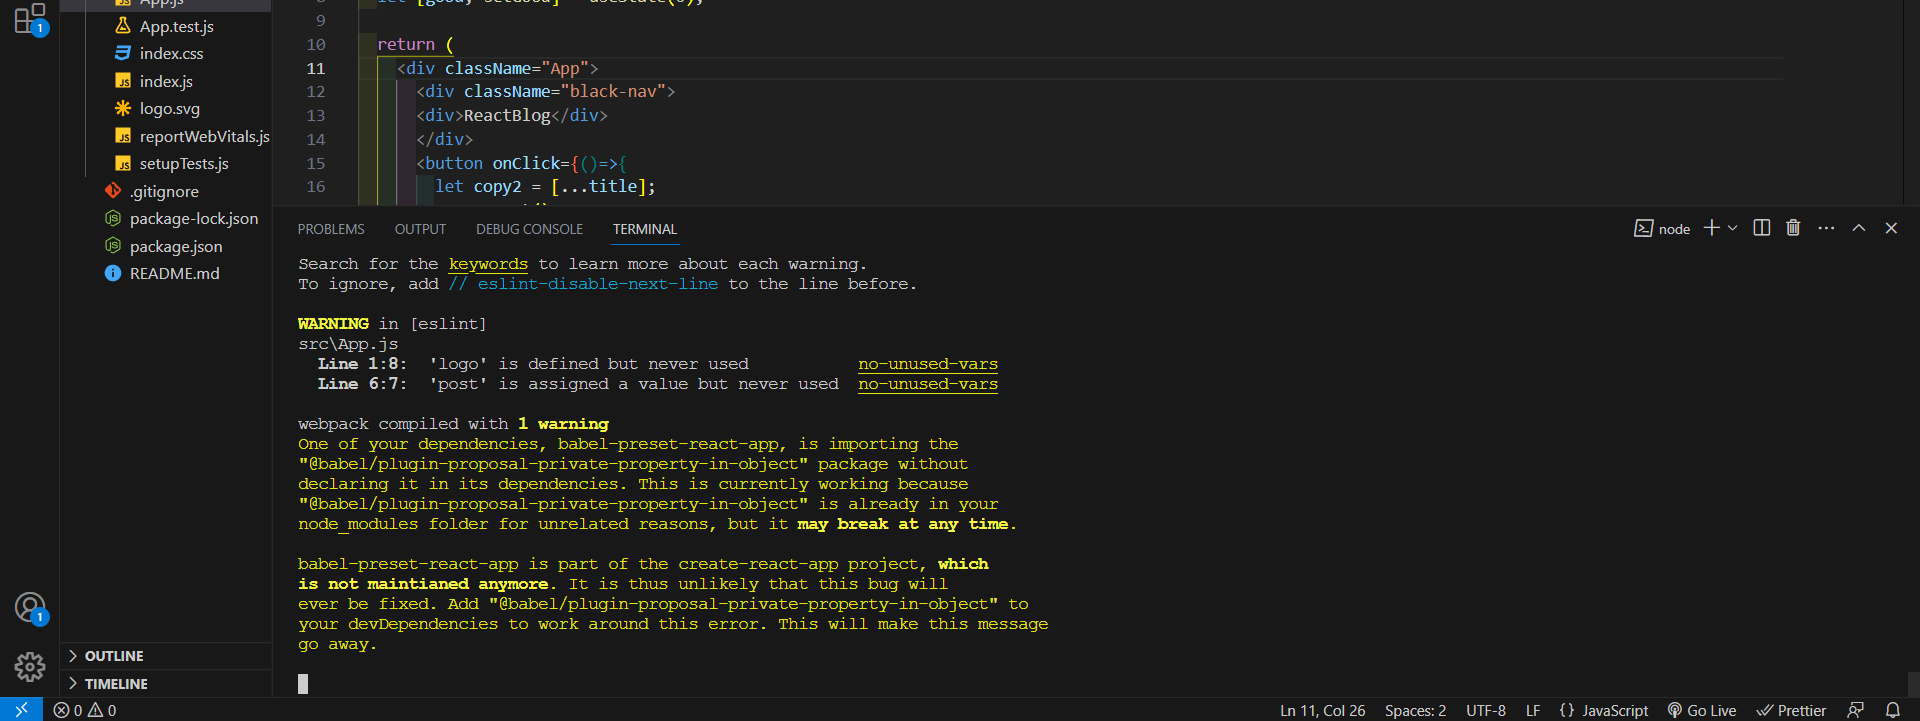 1
App.js
App.test.js
index.css
index.js
logo.svg
reportWebVitals.js
setupTests.js
.gitignore
package-lock.json
package.json
README.md
9
10 return (
11 <div className="App">
12 <div className="black-nav">
13 <div>ReactBlog</div>
14 </div>
15 <button onClick={()=>{
16 let copy2 = [...title];
PROBLEMS OUTPUT DEBUG CONSOLE TERMINAL
node
Search for the keywords to learn more about each warning.
To ignore, add // eslint-disable-next-line to the line before.
WARNING in [eslint]
src\App.js
Line 1:8: 'logo' is defined but never used no-unused-vars
Line 6:7: 'post' is assigned a value but never used no-unused-vars
webpack compiled with 1 warning
One of your dependencies, babel-preset-react-app, is importing the
"@babel/plugin-proposal-private-property-in-object" package without
declaring it in its dependencies. This is currently working because
"@babel/plugin-proposal-private-property-in-object" is already in your
node_modules folder for unrelated reasons, but it may break at any time.
babel-preset-react-app is part of the create-react-app project, which
is not maintianed anymore. It is thus unlikely that this bug will
ever be fixed. Add "@babel/plugin-proposal-private-property-in-object" to
your devDependencies to work around this error. This will make this message
go away.
1
OUTLINE
TIMELINE
0 0
Ln 11, Col 26 Spaces: 2 UTF-8 LF {} JavaScript Go Live Prettier